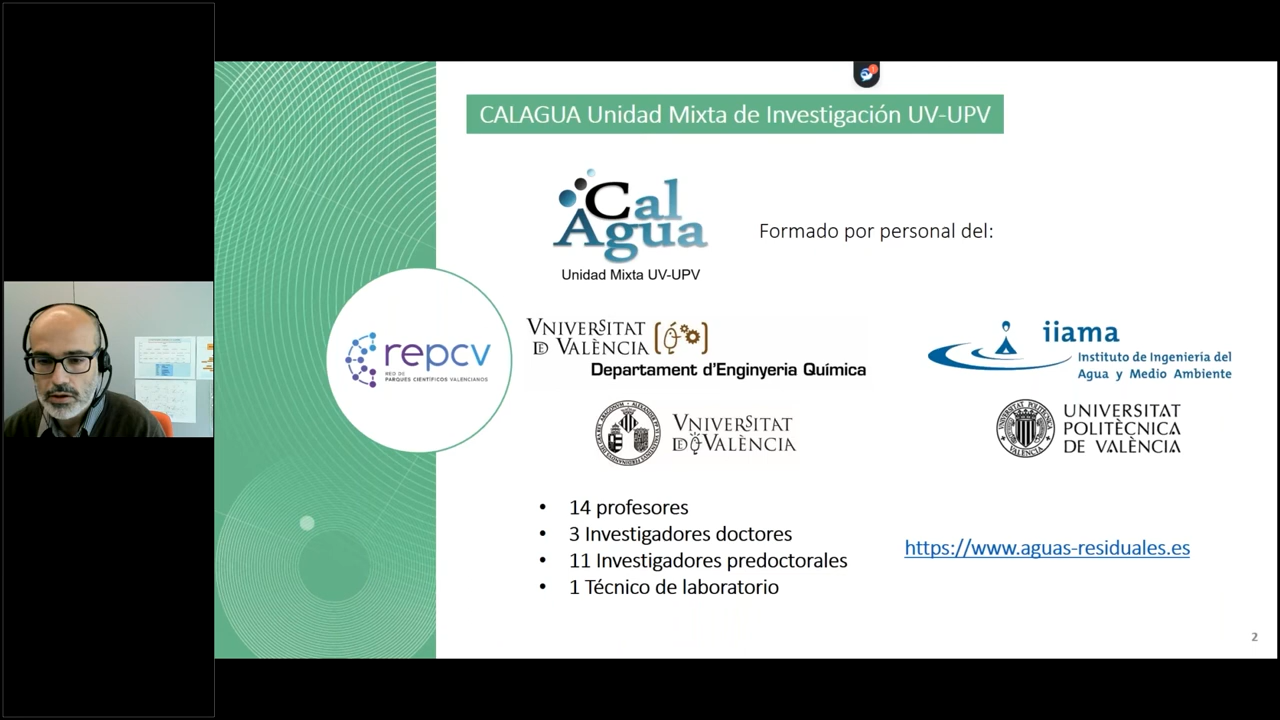 CALAGUA Unidad Mixta de Investigación UV-UPV
Cal
Agua
Unidad Mixta UV-UPV
Formado por personal del:
VNIVERSITAT
DE VALÈNCIA
Departament d'Enginyeria Química
iiama
Instituto de Ingeniería del
Agua y Medio Ambiente
repcv
RED DE
PARQUES CIENTÍFICOS VALENCIANOS
VNIVERSITAT
DE VALÈNCIA
UNIVERSITAT
POLITÈCNICA
DE VALÈNCIA
• 14 profesores
• 3 Investigadores doctores
• 11 Investigadores predoctorales
• 1 Técnico de laboratorio
https://www.aguas-residuales.es
2